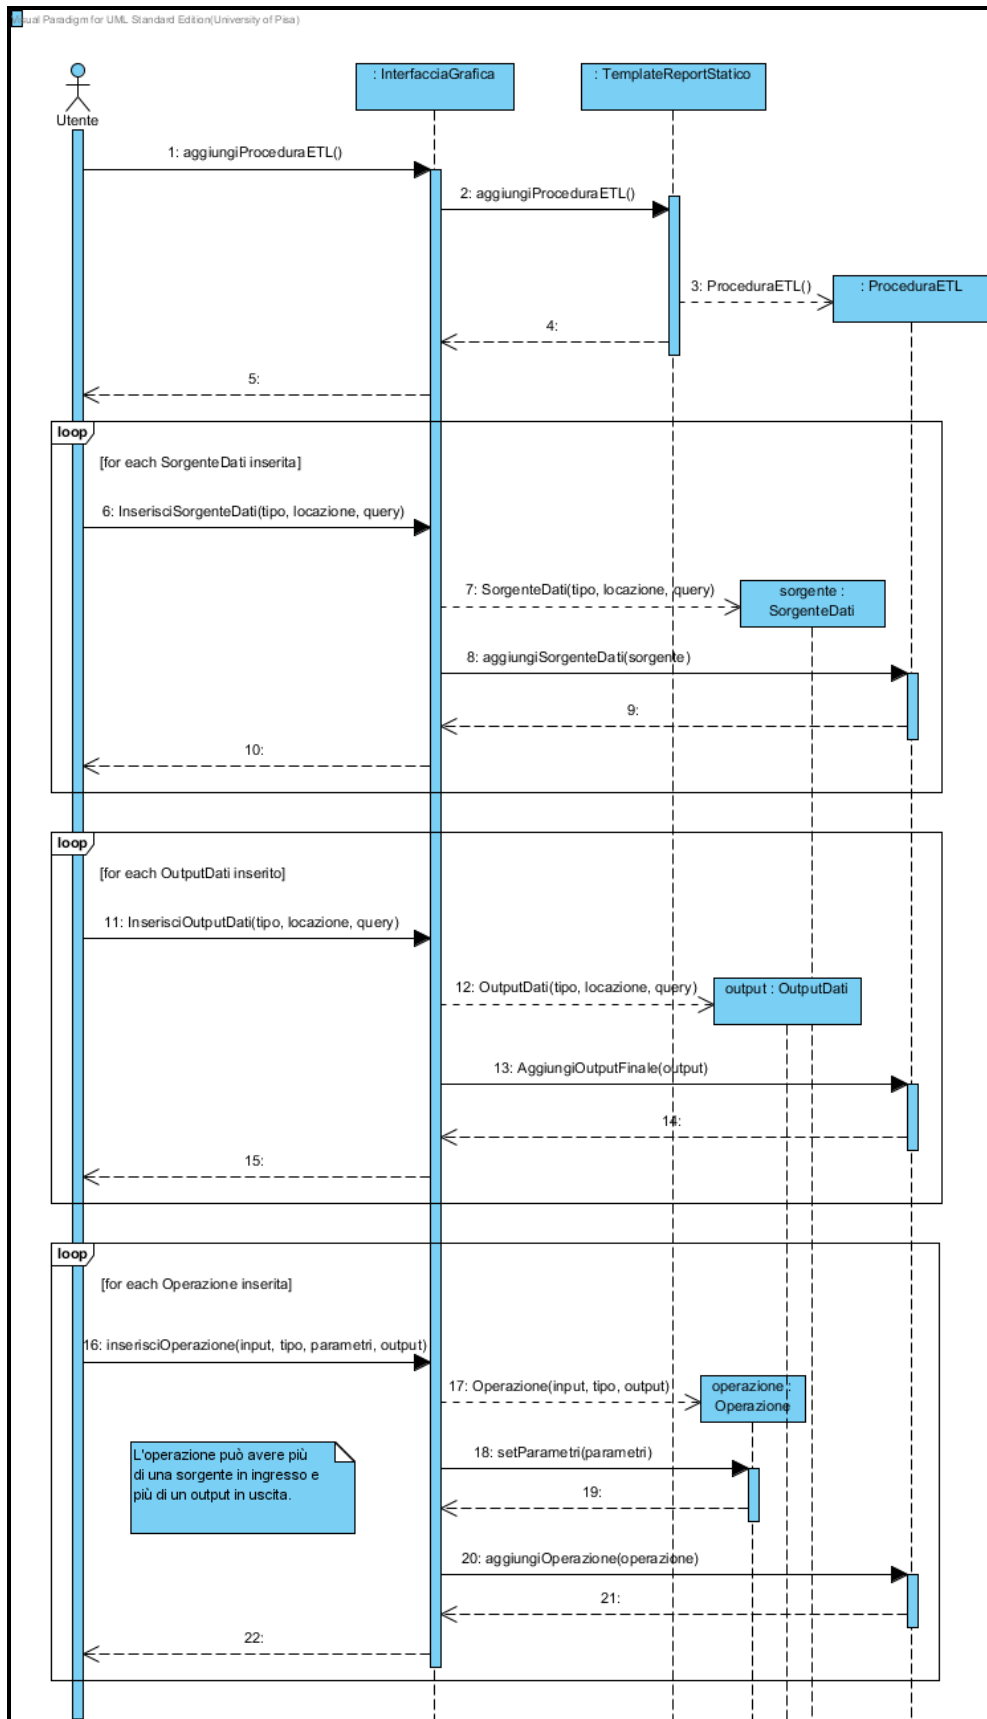 Visual Paradigm for UML Standard Edition(University of Pisa)
: InterfacciaGrafica
: TemplateReportStatico
Utente
1: aggiungiProceduraETL()
2: aggiungiProceduraETL()
3: ProceduraETL()
: ProceduraETL
4:
5:
loop
[for each SorgenteDati inserita]
6: InserisciSorgenteDati(tipo, locazione, query)
7: SorgenteDati(tipo, locazione, query)
sorgente :
SorgenteDati
8: aggiungiSorgenteDati(sorgente)
9:
10:
loop
[for each OutputDati inserito]
11: InserisciOutputDati(tipo, locazione, query)
12: OutputDati(tipo, locazione, query)
output : OutputDati
13: AggiungiOutputFinale(output)
14:
15:
loop
[for each Operazione inserita]
16: inserisciOperazione(input, tipo, parametri, output)
17: Operazione(input, tipo, output)
operazione :
Operazione
L'operazione può avere più
di una sorgente in ingresso e
più di un output in uscita.
18: setParametri(parametri)
19:
20: aggiungiOperazione(operazione)
21:
22: